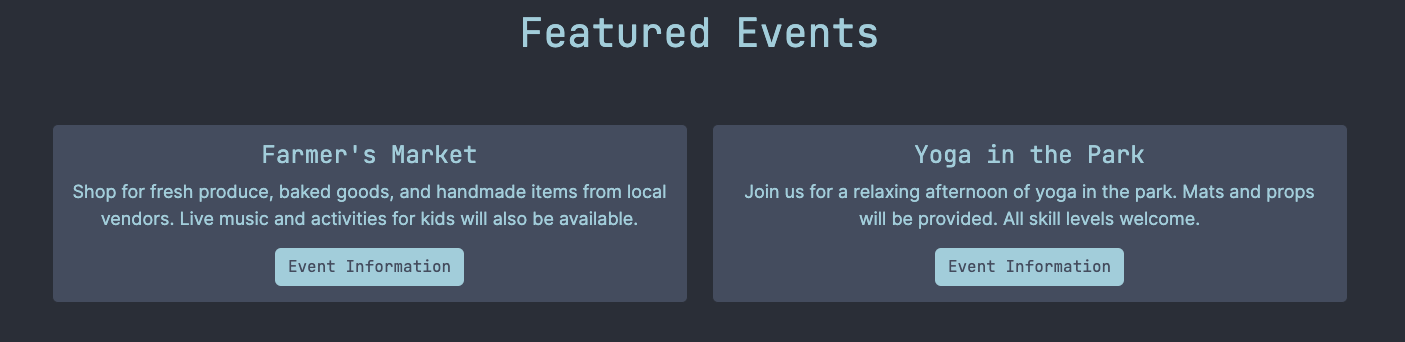 Featured Events
Farmer's Market
Shop for fresh produce, baked goods, and handmade items from local
vendors. Live music and activities for kids will also be available.
Event Information
Yoga in the Park
Join us for a relaxing afternoon of yoga in the park. Mats and props
will be provided. All skill levels welcome.
Event Information